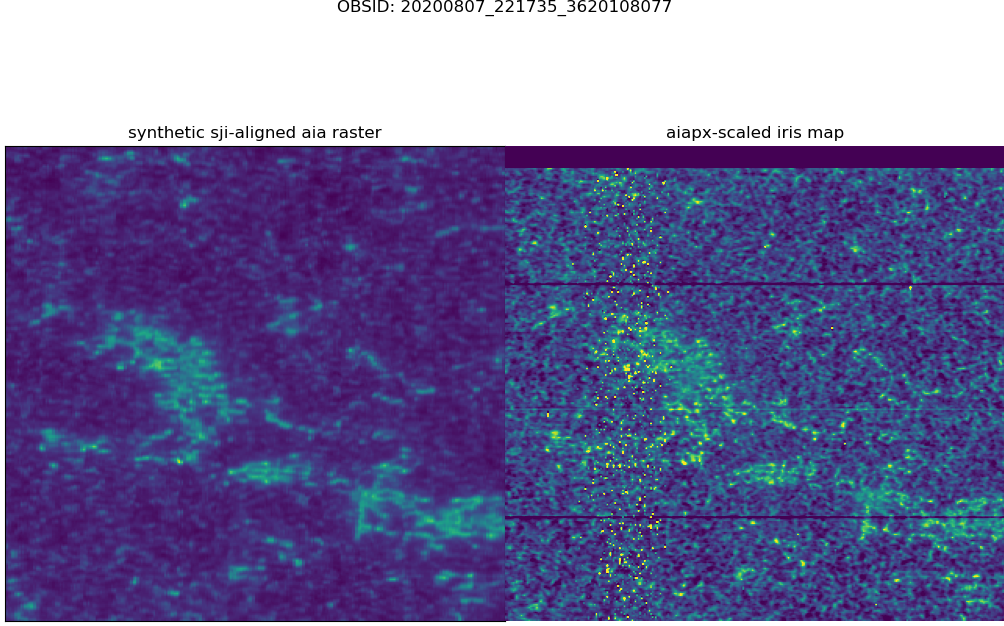 OBSID: 20200807_221735_3620108077
synthetic sji-aligned aia raster
aiapx-scaled iris map